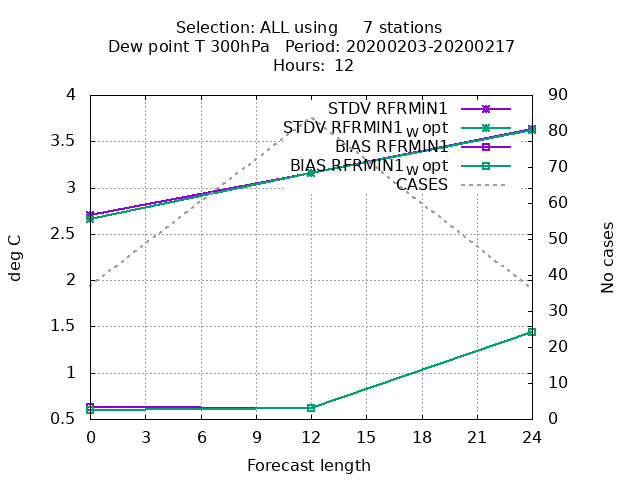 Selection: ALL using 7 stations
Dew point T 300hPa Period: 20200203-20200217
Hours: 12
STDV RFRMIN1
STDV RFRMIN1_w opt
BIAS RFRMIN1
BIAS RFRMIN1_w opt
CASES
deg C
4
3.5
3
2.5
2
1.5
1
0.5
90
80
70
60
50
40
30
20
10
0
No cases
0 3 6 9 12 15 18 21 24
Forecast length